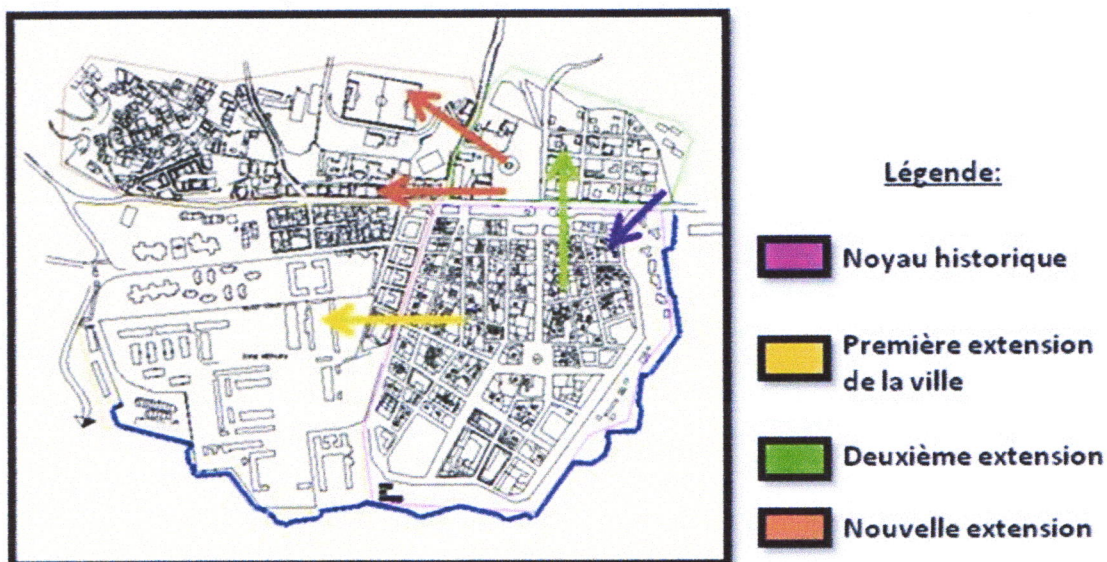 Légende:
Noyau historique
Première extension
de la ville
Deuxième extension
Nouvelle extension